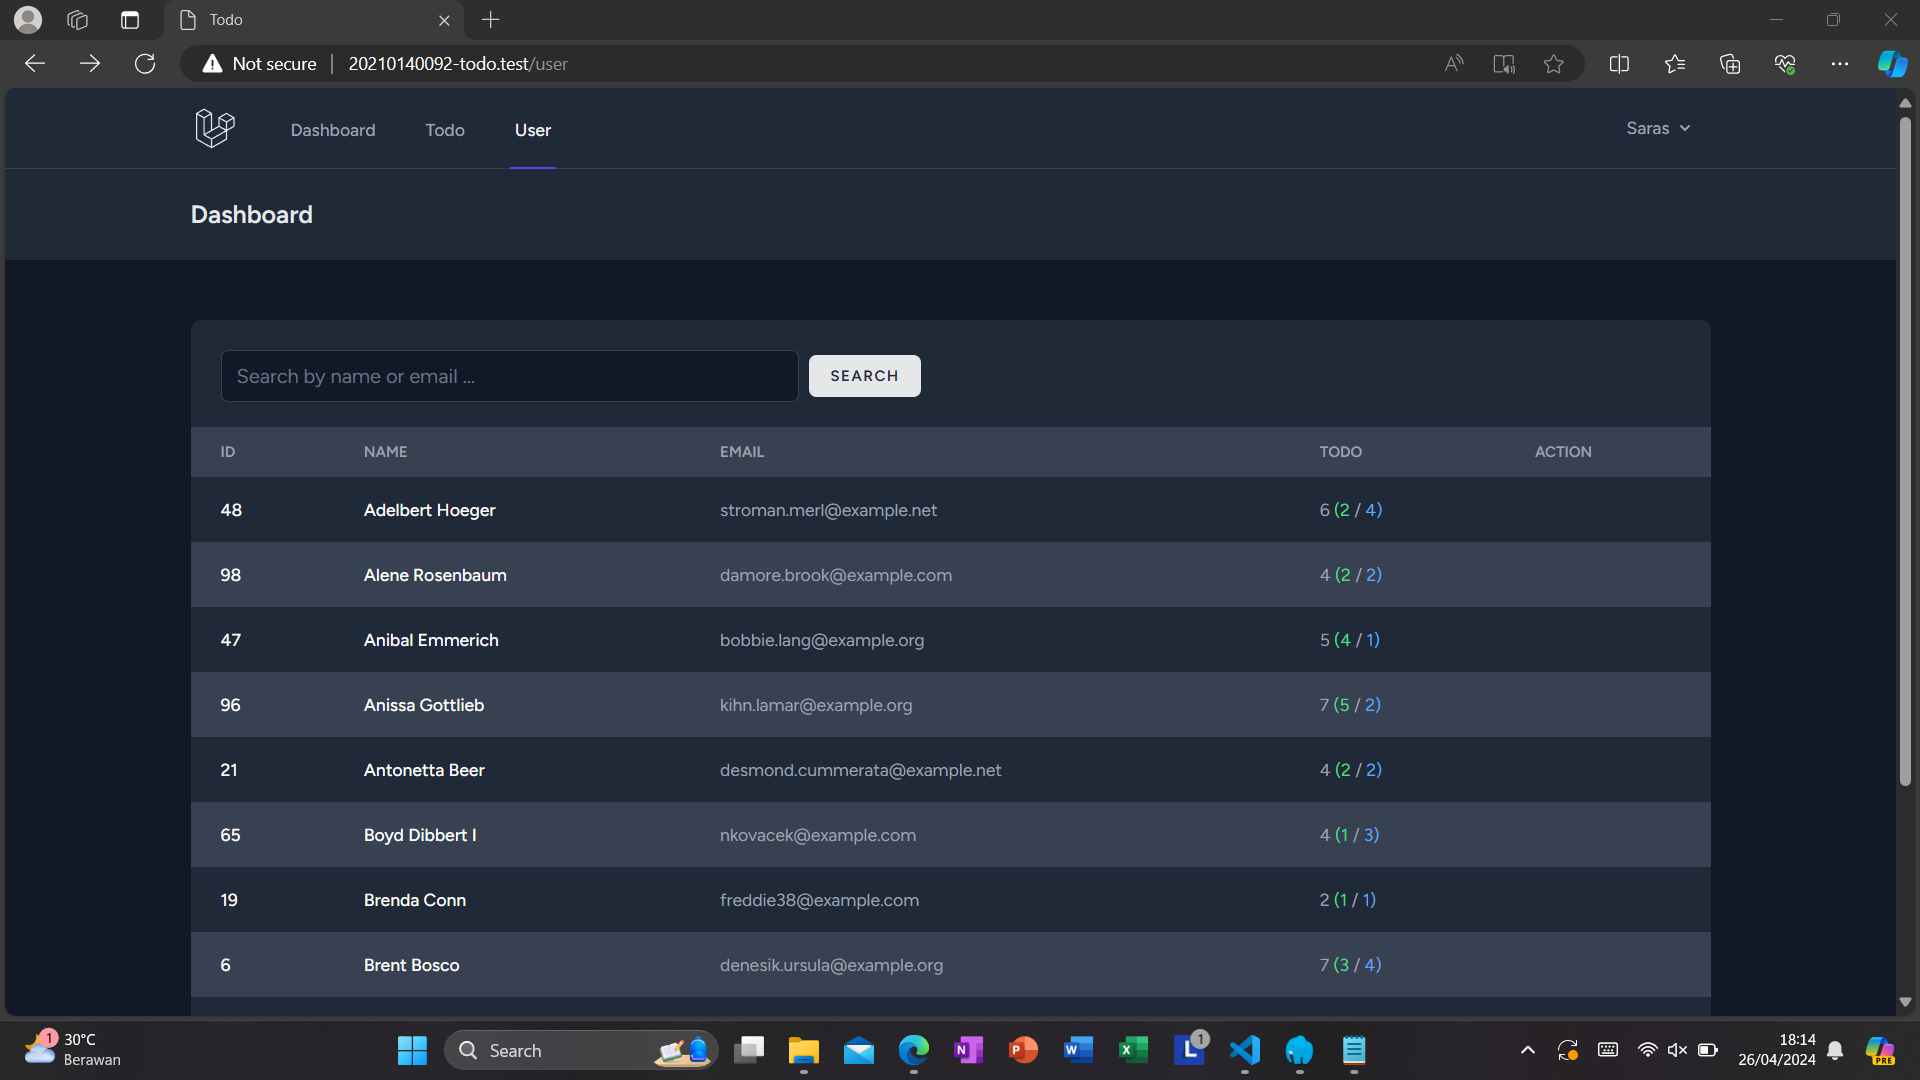 Todo
Not secure 20210140092-todo.test/user
Dashboard Todo User Saras
Dashboard
Search by name or email ... SEARCH
ID NAME EMAIL TODO ACTION
48 Adelbert Hoeger stroman.merl@example.net 6 (2 / 4)
98 Alene Rosenbaum damore.brook@example.com 4 (2 / 2)
47 Anibal Emmerich bobbie.lang@example.org 5 (4 / 1)
96 Anissa Gottlieb kihn.lamar@example.org 7 (5 / 2)
21 Antonetta Beer desmond.cummerata@example.net 4 (2 / 2)
65 Boyd Dibbert I nkovacek@example.com 4 (1 / 3)
19 Brenda Conn freddie38@example.com 2 (1 / 1)
6 Brent Bosco denesik.ursula@example.org 7 (3 / 4)
1 30°C Search 1 18:14
Berawan 26/04/2024 PRE